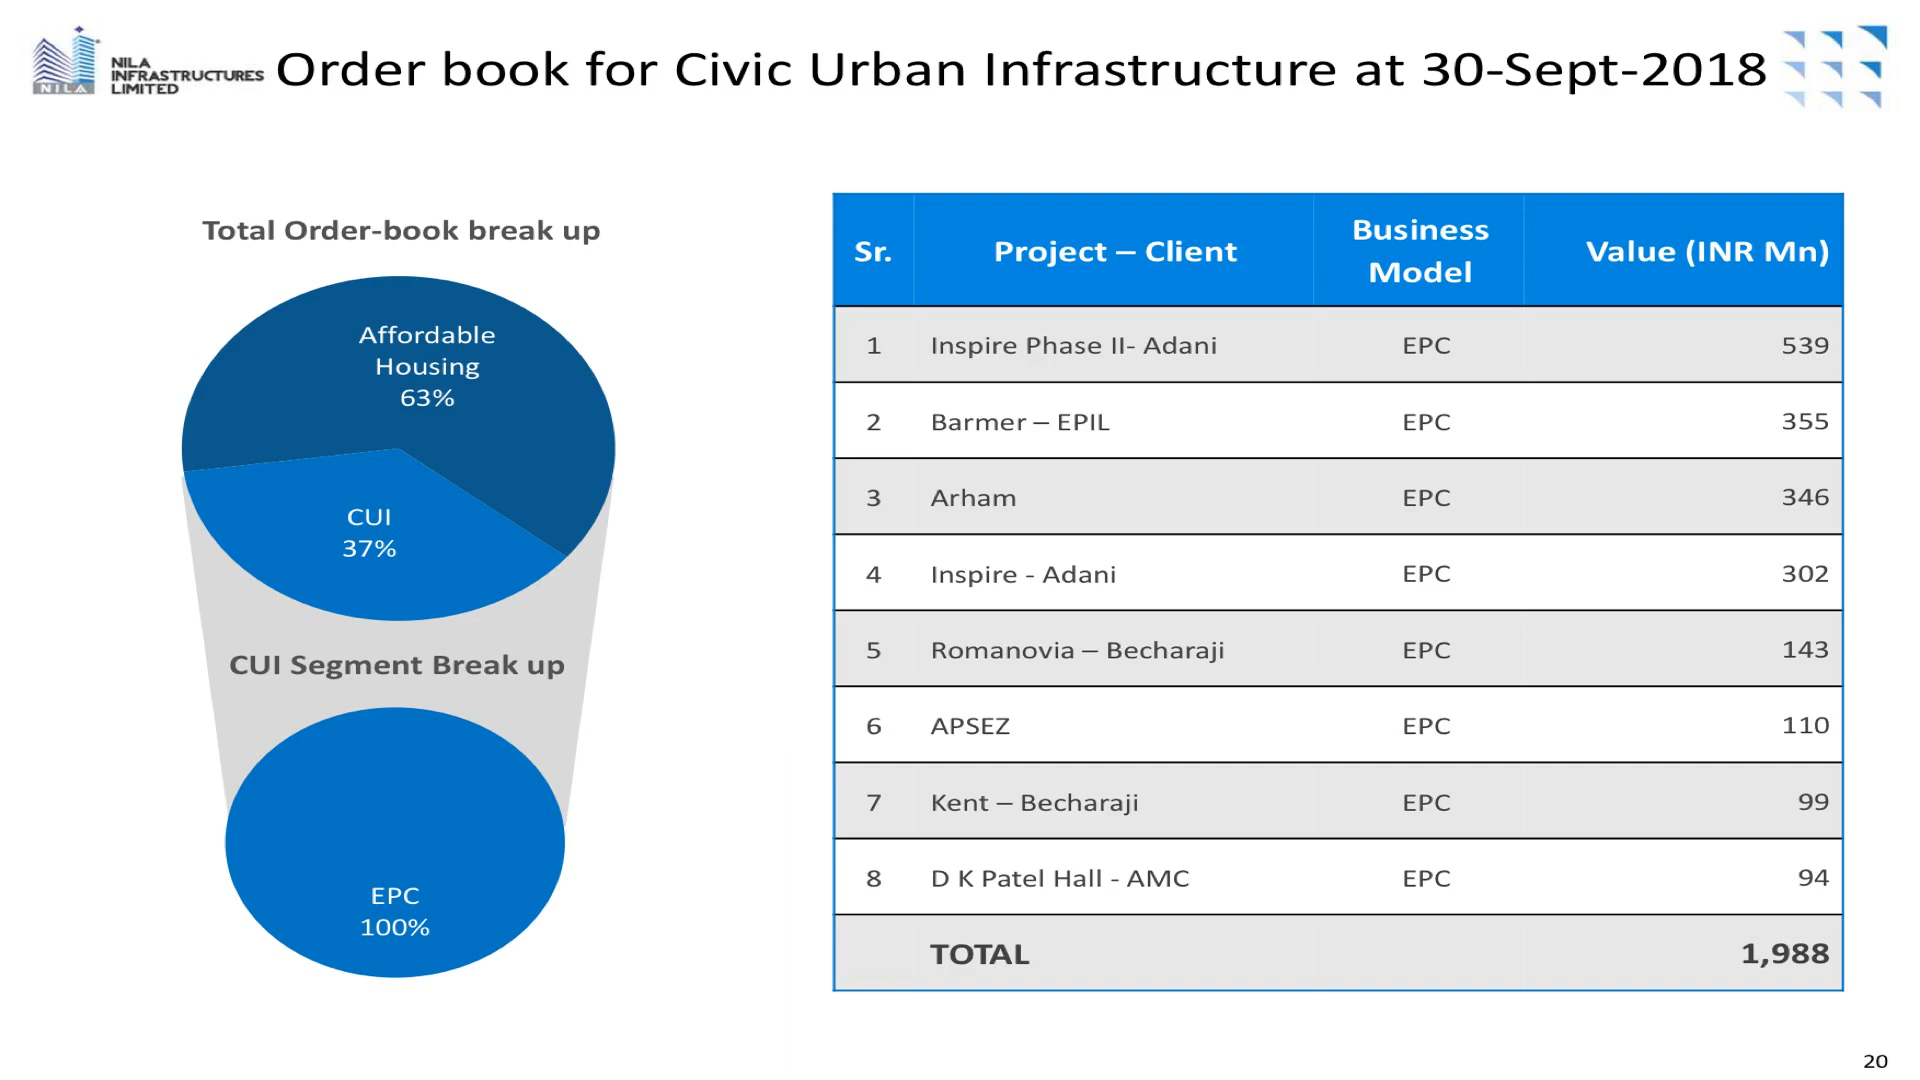 NILA
NILA
INFRASTRUCTURES
LIMITED
Order book for Civic Urban Infrastructure at 30-Sept-2018
Total Order-book break up
Affordable
Housing
63%
CUI
37%
CUI Segment Break up
EPC
100%
Sr. Project – Client Business Model Value (INR Mn)
1 Inspire Phase II- Adani EPC 539
2 Barmer – EPIL EPC 355
3 Arham EPC 346
4 Inspire - Adani EPC 302
5 Romanovia – Becharaji EPC 143
6 APSEZ EPC 110
7 Kent – Becharaji EPC 99
8 D K Patel Hall - AMC EPC 94
TOTAL 1,988
20